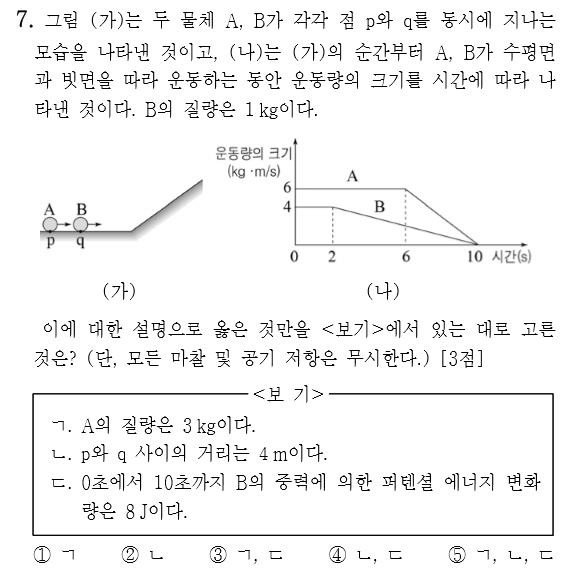 7. 그림 (가)는 두 물체 A, B가 각각 점 p와 q를 동시에 지나는
모습을 나타낸 것이고, (나)는 (가)의 순간부터 A, B가 수평면
과 빗면을 따라 운동하는 동안 운동량의 크기를 시간에 따라 나
타낸 것이다. B의 질량은 1 kg이다.
운동량의 크기
(kg·m/s)
6
4
A
B
0 2 6 10 시간(s)
A B
p q
(가) (나)
이에 대한 설명으로 옳은 것만을 <보기>에서 있는 대로 고른
것은? (단, 모든 마찰 및 공기 저항은 무시한다.) [3점]
<보 기>
ㄱ. A의 질량은 3 kg이다.
ㄴ. p와 q 사이의 거리는 4 m이다.
ㄷ. 0초에서 10초까지 B의 중력에 의한 퍼텐셜 에너지 변화
량은 8 J이다.
① ㄱ ② ㄴ ③ ㄱ, ㄷ ④ ㄴ, ㄷ ⑤ ㄱ, ㄴ, ㄷ